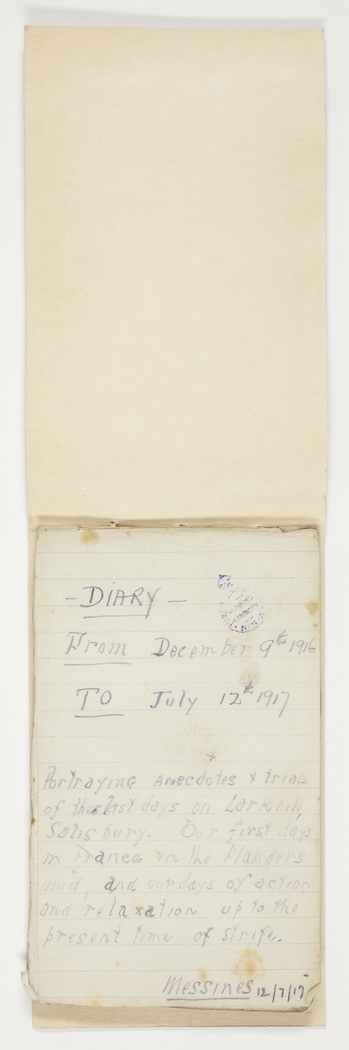 - DIARY -
From December 9th 1916
TO July 12th 1917
Portraying ANECDOTES & trials
of the last days on Larkhill,
Salisbury. Our first days
in France in the Flanders
mud, and our days of action
and relaxation up to the
present time of strife.
Messines 12/7/17